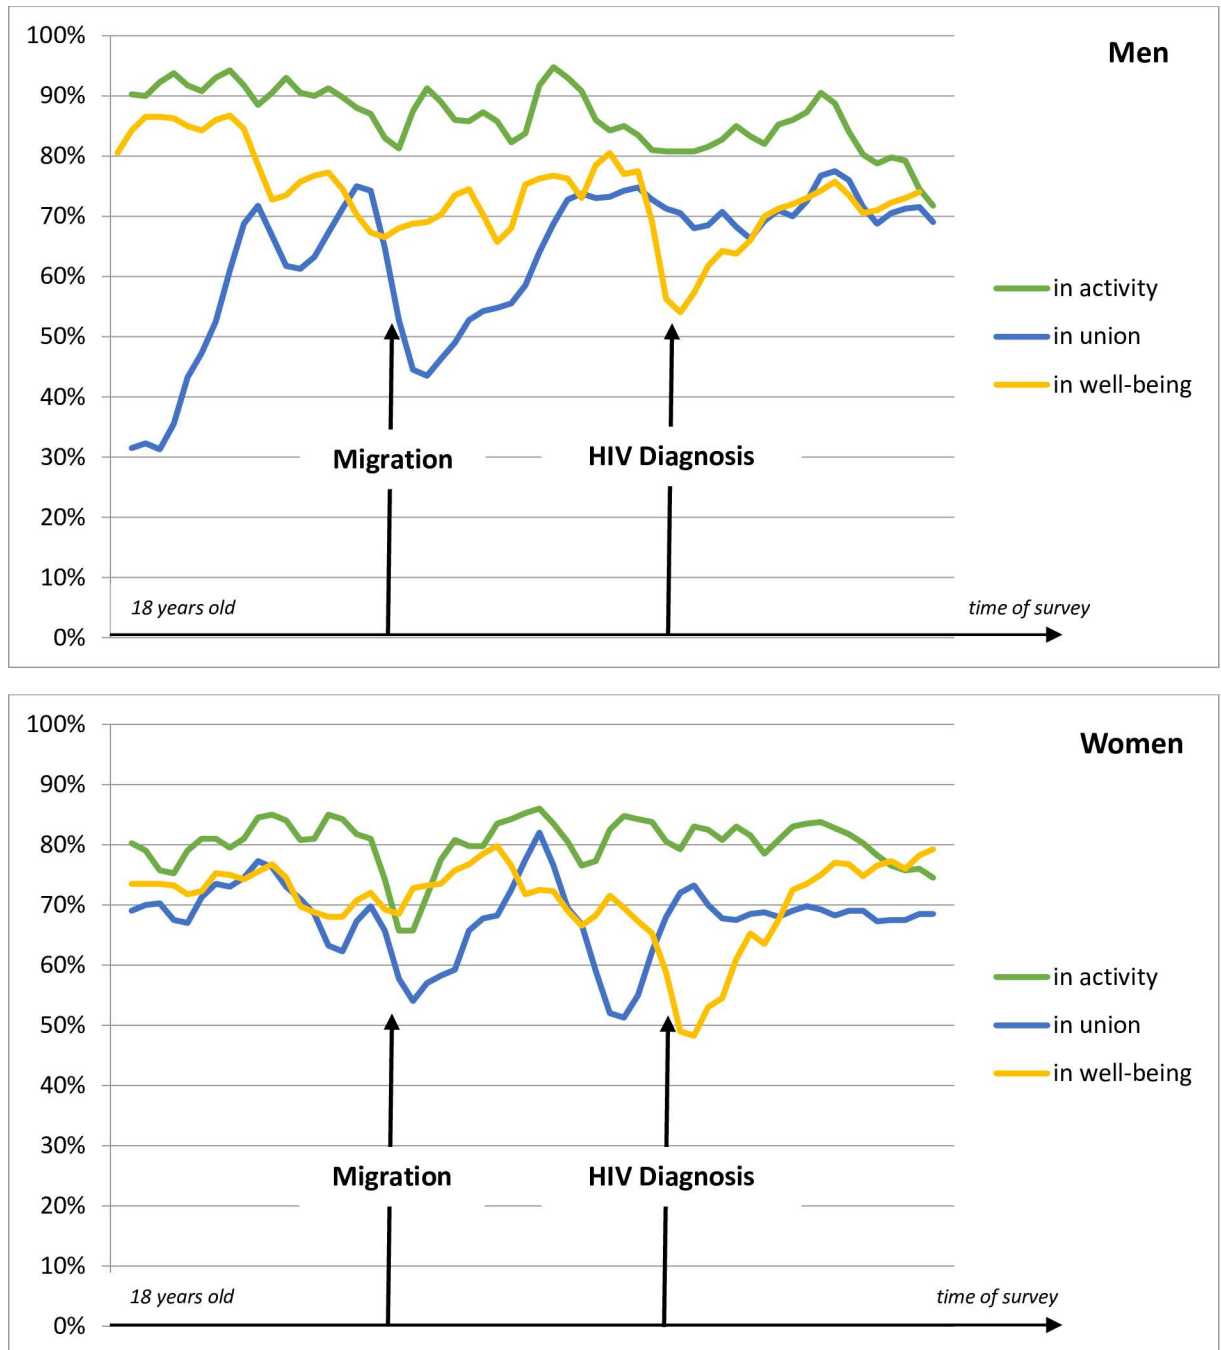 Men
100%
90%
80%
70%
60%
50%
40%
30%
20%
10%
0%
in activity
in union
in well-being
Migration
HIV Diagnosis
18 years old
time of survey
Women
100%
90%
80%
70%
60%
50%
40%
30%
20%
10%
0%
in activity
in union
in well-being
Migration
HIV Diagnosis
18 years old
time of survey